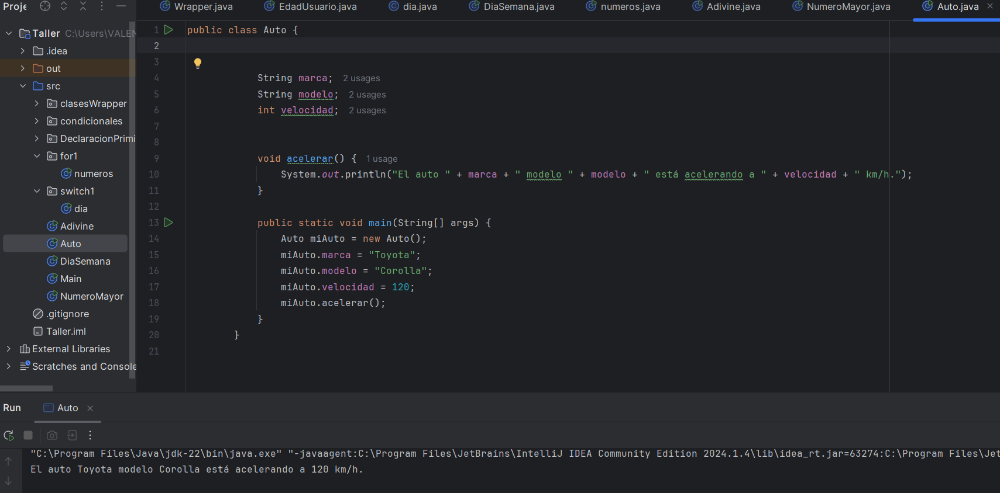 Proje
Wrapper.java EdadUsuario.java dia.java DiaSemana.java numeros.java Adivine.java NumeroMayor.java Auto.java
Taller C:\Users\VALEN
.idea
out
src
clasesWrapper
condicionales
DeclaracionPrimi
for1
numeros
switch1
dia
Adivine
Auto
DiaSemana
Main
NumeroMayor
.gitignore
Taller.iml
External Libraries
Scratches and Console
1 public class Auto {
2
3
4 String marca; 2 usages
5 String modelo; 2 usages
6 int velocidad; 2 usages
7
8
9 void acelerar() { 1 usage
10 System.out.println("El auto " + marca + " modelo " + modelo + " está acelerando a " + velocidad + " km/h.");
11 }
12
13 public static void main(String[] args) {
14 Auto miAuto = new Auto();
15 miAuto.marca = "Toyota";
16 miAuto.modelo = "Corolla";
17 miAuto.velocidad = 120;
18 miAuto.acelerar();
19 }
20 }
21
Run Auto
"C:\Program Files\Java\jdk-22\bin\java.exe" "-javaagent:C:\Program Files\JetBrains\IntelliJ IDEA Community Edition 2024.1.4\lib\idea_rt.jar=63274:C:\Program Files\Jet
El auto Toyota modelo Corolla está acelerando a 120 km/h.